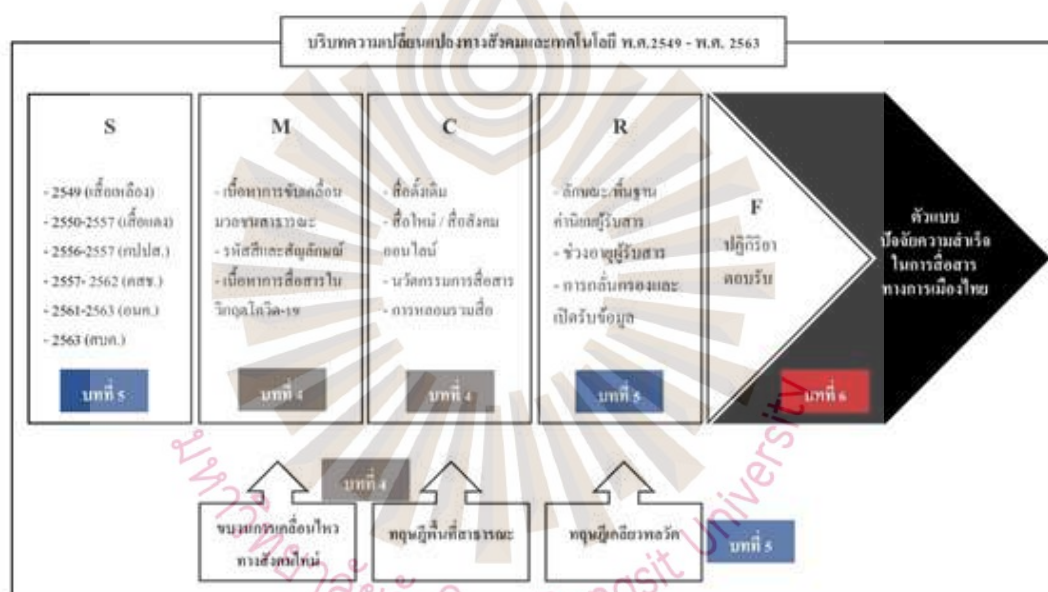 บริบทความเปลี่ยนแปลงทางสังคมและเทคโนโลยี พ.ศ.2549 - พ.ศ. 2563
S
- 2549 (เสื้อเหลือง)
- 2550-2557 (เสื้อแดง)
- 2556-2557 (กปปส.)
- 2557- 2562 (คสช.)
- 2561-2563 (อนค.)
- 2563 (ศบค.)
บทที่ 5
M
- เนื้อหาการขับเคลื่อน
มวลชนสาธารณะ
- รหัสสีและสัญลักษณ์
- เนื้อหาการสื่อสารใน
วิกฤตโควิด-19
บทที่ 4
C
- สื่อดั้งเดิม
- สื่อใหม่ / สื่อสังคม
ออนไลน์
- นวัตกรรมการสื่อสาร
- การหลอมรวมสื่อ
บทที่ 4
R
- ลักษณะ/พื้นฐาน
ค่านิยมผู้รับสาร
- ช่วงอายุผู้รับสาร
- การกลั่นกรองและ
เปิดรับข้อมูล
บทที่ 5
F
ปฏิกิริยา
ตอบรับ
ตัวแบบ
ปัจจัยความสำเร็จ
ในการสื่อสาร
ทางการเมืองไทย
บทที่ 6
บทที่ 4
ขบวนการเคลื่อนไหว
ทางสังคมใหม่
ทฤษฎีพื้นที่สาธารณะ
ทฤษฎีเกลียวพลวัต
บทที่ 5
มหาวิทยาลัยรังสิต Rangsit University